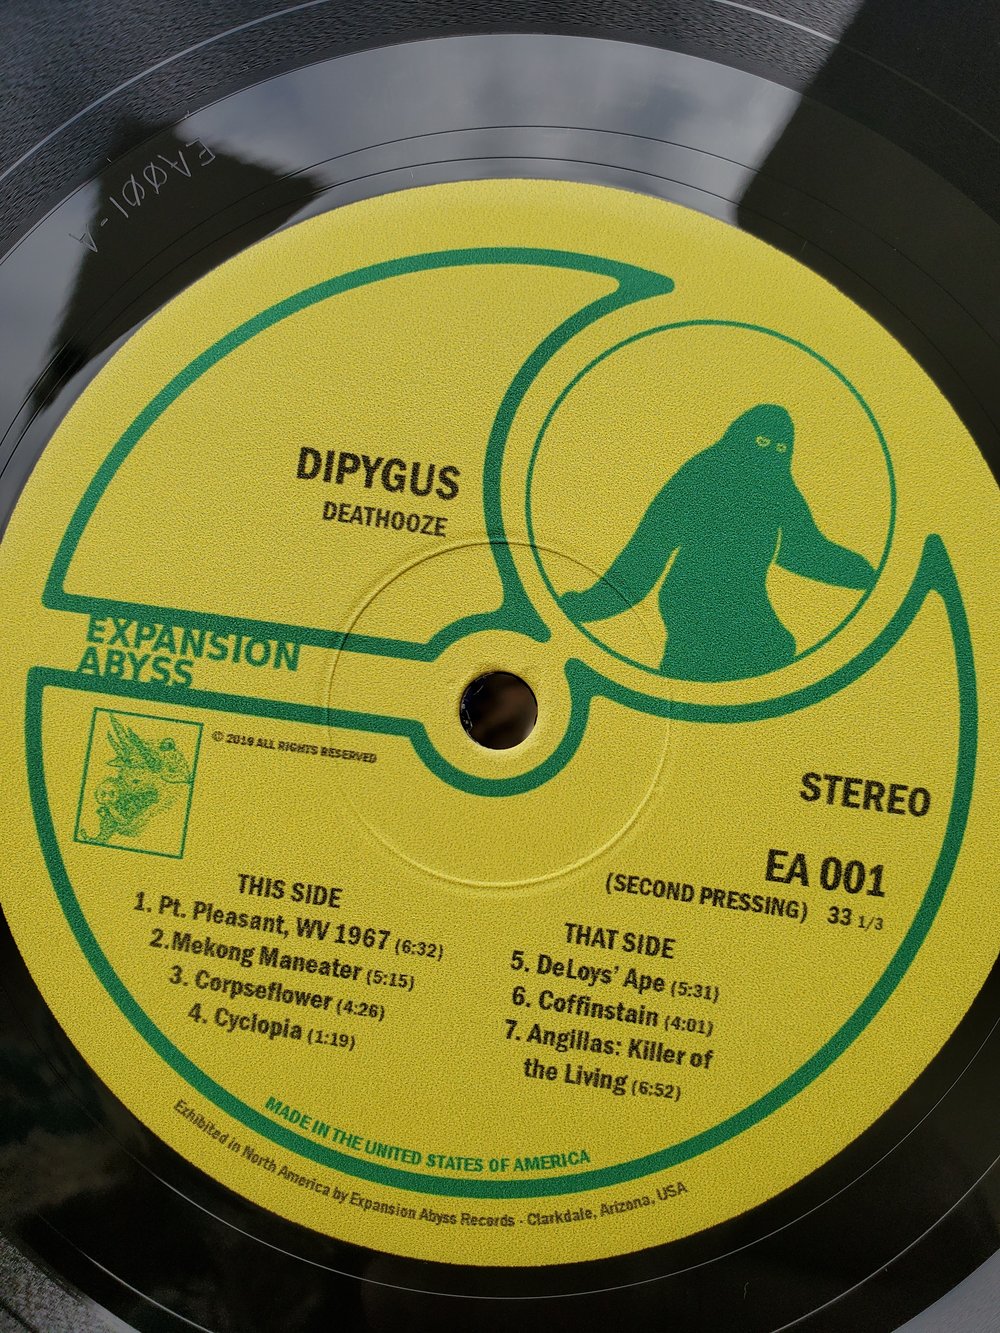 EA001-A
DIPYGUS
DEATHOOZE
EXPANSION
ABYSS
© 2019 ALL RIGHTS RESERVED
STEREO
EA 001
(SECOND PRESSING) 33 1/3
THIS SIDE
1. Pt. Pleasant, WV 1967 (6:32)
2.Mekong Maneater (5:15)
3. Corpseflower (4:26)
4. Cyclopia (1:19)
THAT SIDE
5. DeLoys' Ape (5:31)
6. Coffinstain (4:01)
7. Angillas: Killer of
the Living (6:52)
MADE IN THE UNITED STATES OF AMERICA
Exhibited in North America by Expansion Abyss Records - Clarkdale, Arizona, USA